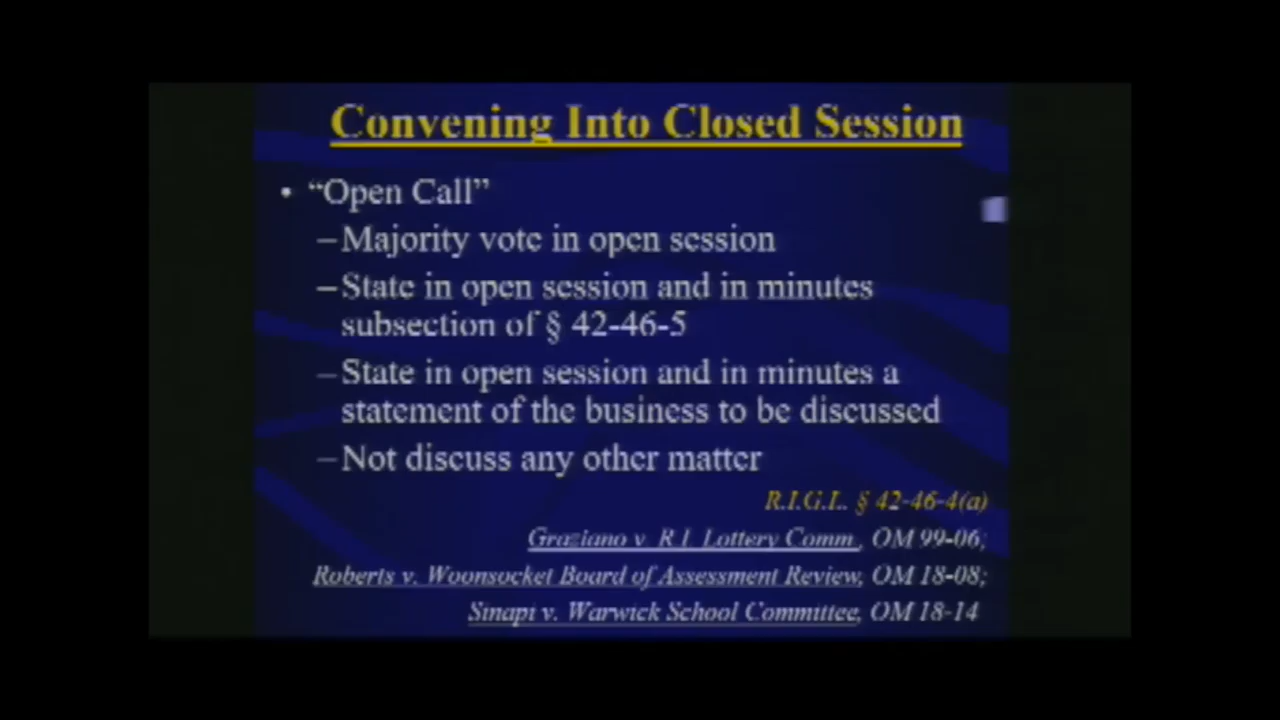 Convening Into Closed Session
• “Open Call”
–Majority vote in open session
–State in open session and in minutes
subsection of § 42-46-5
–State in open session and in minutes a
statement of the business to be discussed
–Not discuss any other matter
R.I.G.L. § 42-46-4(a)
Graziano v. R.I. Lottery Comm., OM 99-06;
Roberts v. Woonsocket Board of Assessment Review, OM 18-08;
Sinapi v. Warwick School Committee, OM 18-14